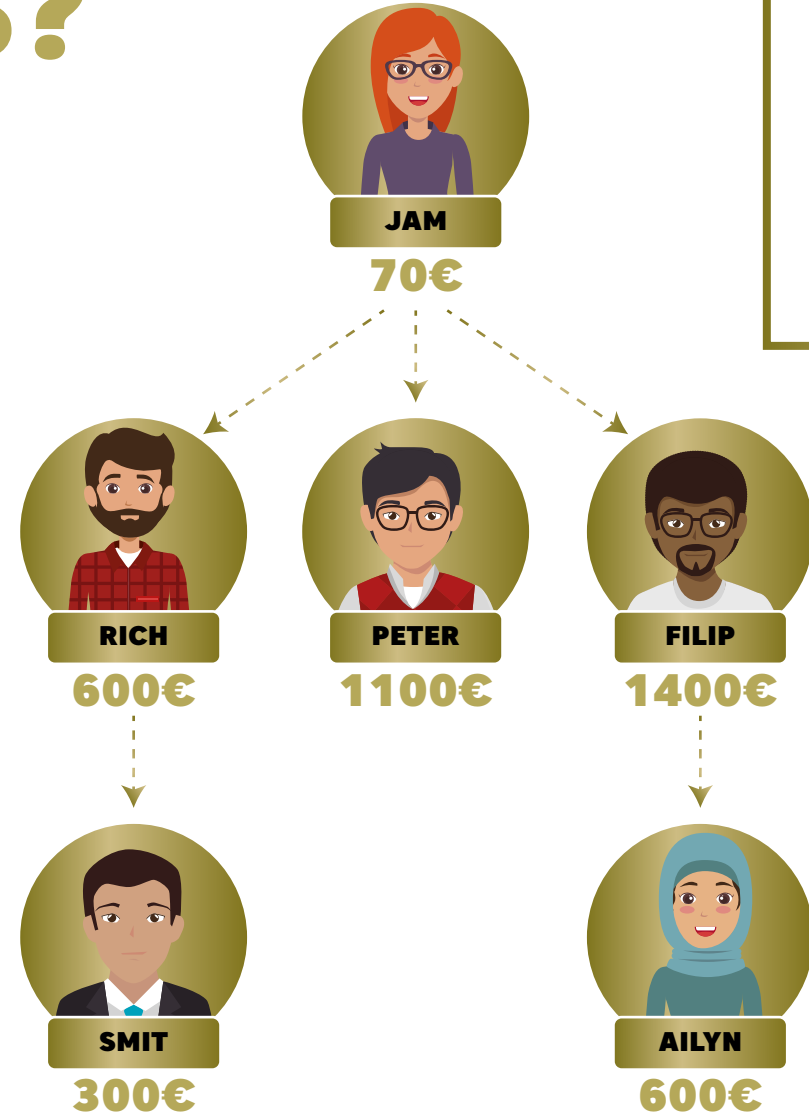 ?
JAM
70€
RICH
PETER
FILIP
600€
1100€
1400€
SMIT
AILYN
300€
600€